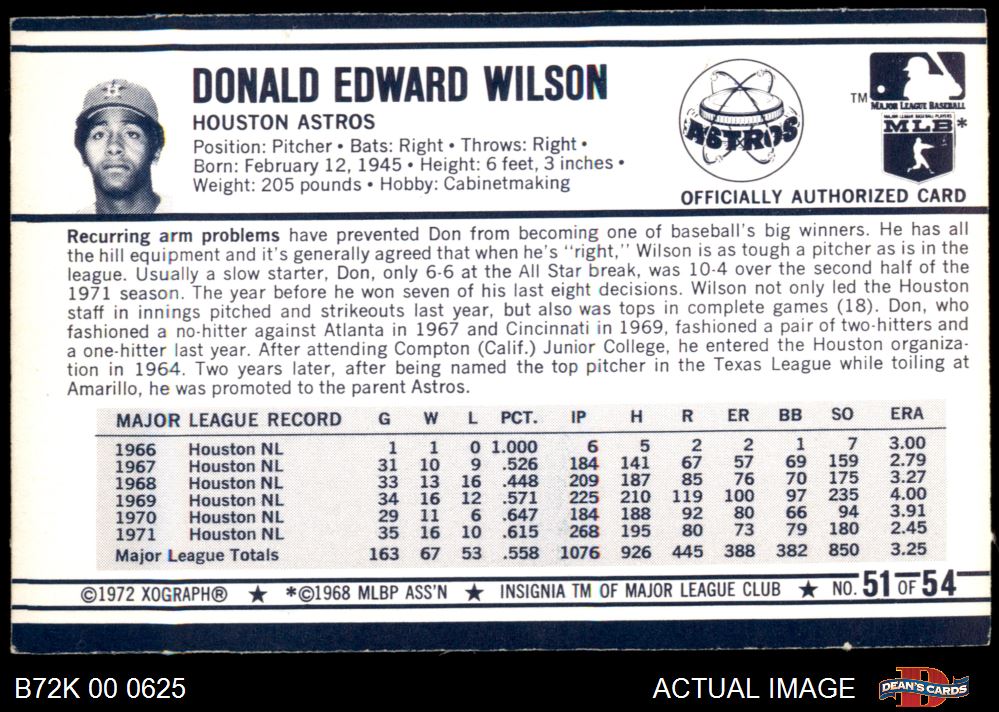 DONALD EDWARD WILSON
HOUSTON ASTROS
Position: Pitcher • Bats: Right • Throws: Right •
Born: February 12, 1945 • Height: 6 feet, 3 inches •
Weight: 205 pounds • Hobby: Cabinetmaking
ASTROS
TM
MAJOR LEAGUE BASEBALL
MAJOR LEAGUE BASEBALL PLAYERS
MLB*
OFFICIALLY AUTHORIZED CARD
Recurring arm problems have prevented Don from becoming one of baseball's big winners. He has all
the hill equipment and it's generally agreed that when he's "right," Wilson is as tough a pitcher as is in the
league. Usually a slow starter, Don, only 6-6 at the All Star break, was 10-4 over the second half of the
1971 season. The year before he won seven of his last eight decisions. Wilson not only led the Houston
staff in innings pitched and strikeouts last year, but also was tops in complete games (18). Don, who
fashioned a no-hitter against Atlanta in 1967 and Cincinnati in 1969, fashioned a pair of two-hitters and
a one-hitter last year. After attending Compton (Calif.) Junior College, he entered the Houston organiza-
tion in 1964. Two years later, after being named the top pitcher in the Texas League while toiling at
Amarillo, he was promoted to the parent Astros.
MAJOR LEAGUE RECORD G W L PCT. IP H R ER BB SO ERA
1966 Houston NL 1 1 0 1.000 6 5 2 2 1 7 3.00
1967 Houston NL 31 10 9 .526 184 141 67 57 69 159 2.79
1968 Houston NL 33 13 16 .448 209 187 85 76 70 175 3.27
1969 Houston NL 34 16 12 .571 225 210 119 100 97 235 4.00
1970 Houston NL 29 11 6 .647 184 188 92 80 66 94 3.91
1971 Houston NL 35 16 10 .615 268 195 80 73 79 180 2.45
Major League Totals 163 67 53 .558 1076 926 445 388 382 850 3.25
©1972 XOGRAPH® ★ *©1968 MLBP ASS'N ★ INSIGNIA TM OF MAJOR LEAGUE CLUB ★ NO. 51 OF 54
B72K 00 0625
ACTUAL IMAGE
DEAN'S CARDS